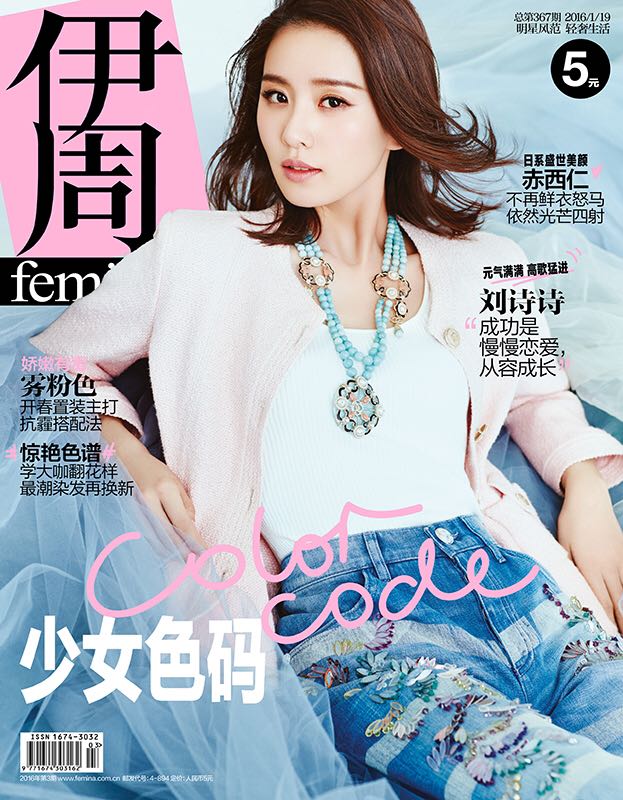 伊周
femin
总第367期 2016/1/19
明星风范 轻奢生活
5元
日系盛世美颜
赤西仁
不再鲜衣怒马
依然光芒四射
元气满满 高歌猛进
刘诗诗
“成功是
慢慢恋爱,
从容成长”
娇嫩有
雾粉色
开春置装主打
抗霾搭配法
惊艳色谱
学大咖翻花样
最潮染发再换新
Color
code
少女色码
ISSN 1674-3032
03>
9 771674 303162
2016年第3期 www.femina.com.cn 邮发代号: 4-894 定价: 人民币5元